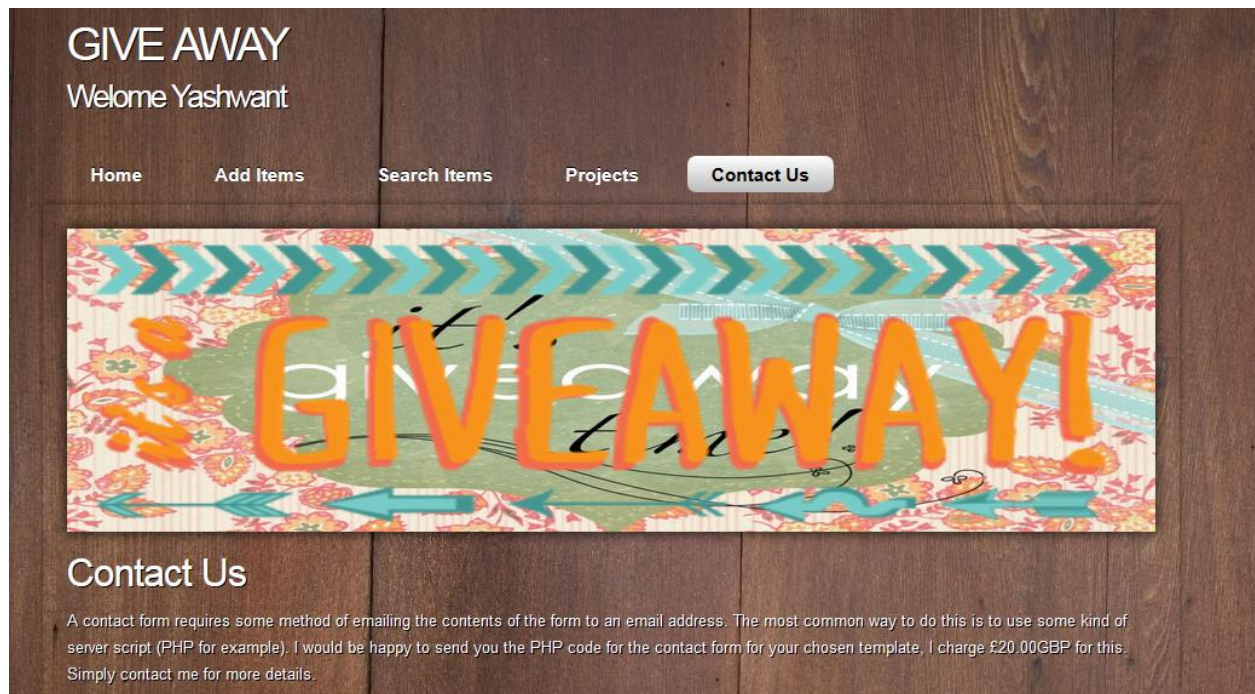 GIVE AWAY
Welome Yashwant
Home Add Items Search Items Projects Contact Us
it's
giveaway
time!
it's a
GIVEAWAY!
Contact Us
A contact form requires some method of emailing the contents of the form to an email address. The most common way to do this is to use some kind of
server script (PHP for example). I would be happy to send you the PHP code for the contact form for your chosen template, I charge £20.00GBP for this.
Simply contact me for more details.